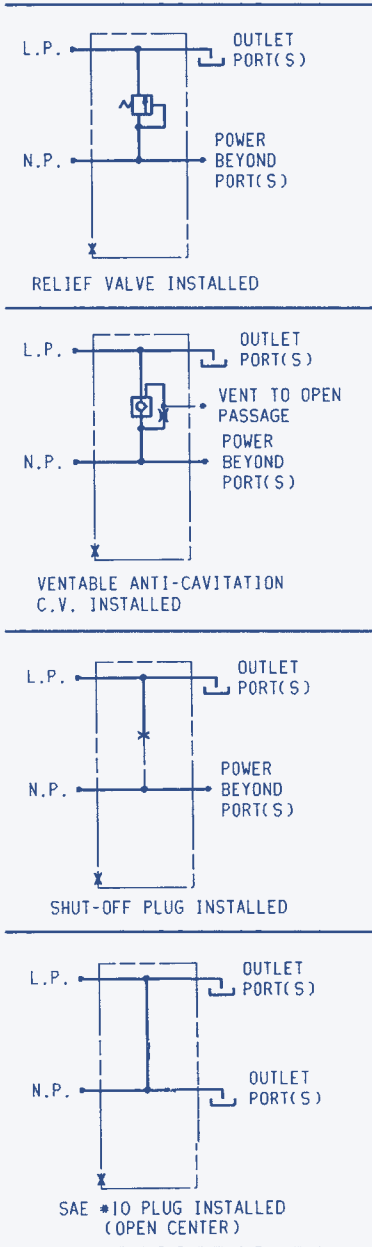 L.P.
OUTLET
PORT(S)
N.P.
POWER
BEYOND
PORT(S)
RELIEF VALVE INSTALLED
L.P.
OUTLET
PORT(S)
VENT TO OPEN
PASSAGE
N.P.
POWER
BEYOND
PORT(S)
VENTABLE ANTI-CAVITATION
C.V. INSTALLED
L.P.
OUTLET
PORT(S)
N.P.
POWER
BEYOND
PORT(S)
SHUT-OFF PLUG INSTALLED
L.P.
OUTLET
PORT(S)
N.P.
OUTLET
PORT(S)
SAE #10 PLUG INSTALLED
(OPEN CENTER)